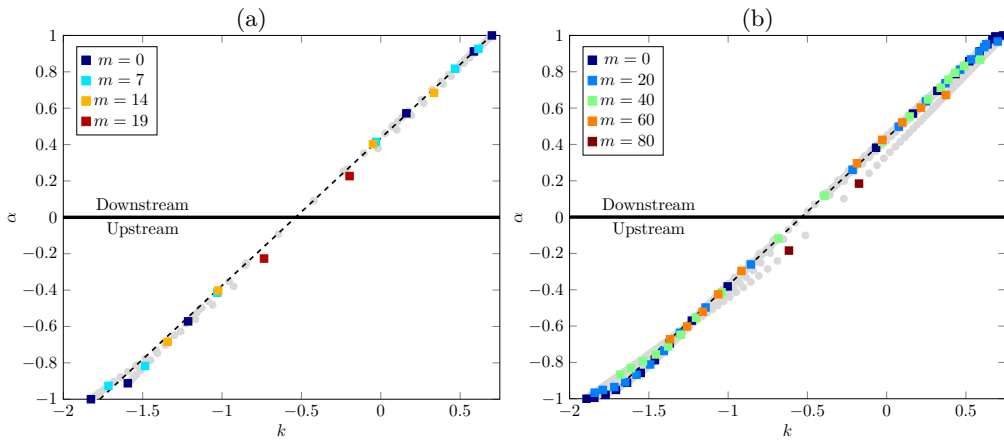 (a)
1
0.8
0.6
0.4
0.2
0
−0.2
−0.4
−0.6
−0.8
−1
α
m = 0
m = 7
m = 14
m = 19
Downstream
Upstream
−2
−1.5
−1
−0.5
0
0.5
k
(b)
1
0.8
0.6
0.4
0.2
0
−0.2
−0.4
−0.6
−0.8
−1
α
m = 0
m = 20
m = 40
m = 60
m = 80
Downstream
Upstream
−2
−1.5
−1
−0.5
0
0.5
k